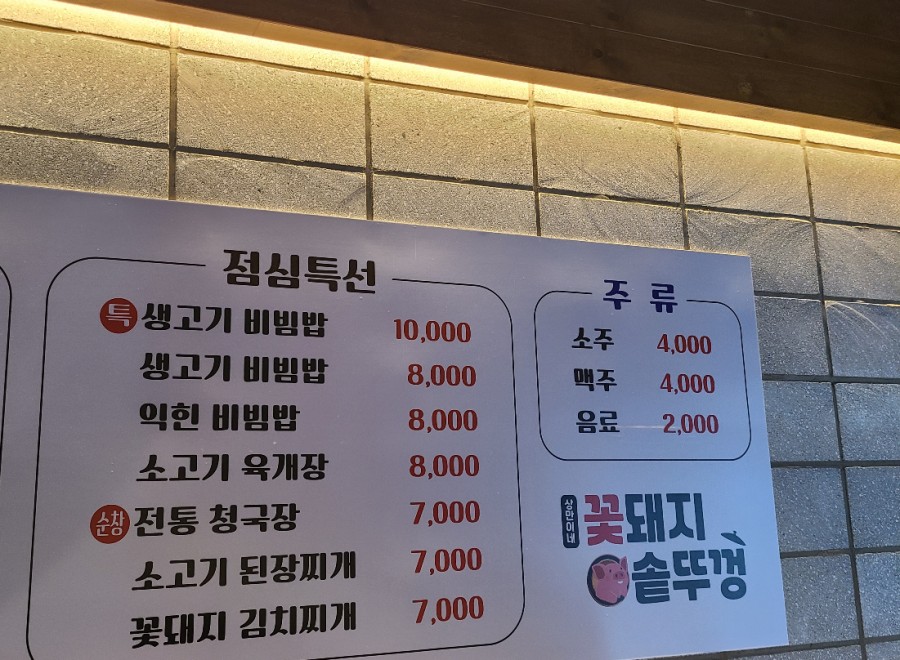 점심특선
특 생고기 비빔밥 10,000
생고기 비빔밥 8,000
익힌 비빔밥 8,000
소고기 육개장 8,000
순창 전통 청국장 7,000
소고기 된장찌개 7,000
꽃돼지 김치찌개 7,000
주류
소주 4,000
맥주 4,000
음료 2,000
상만이네
꽃돼지
솥뚜껑